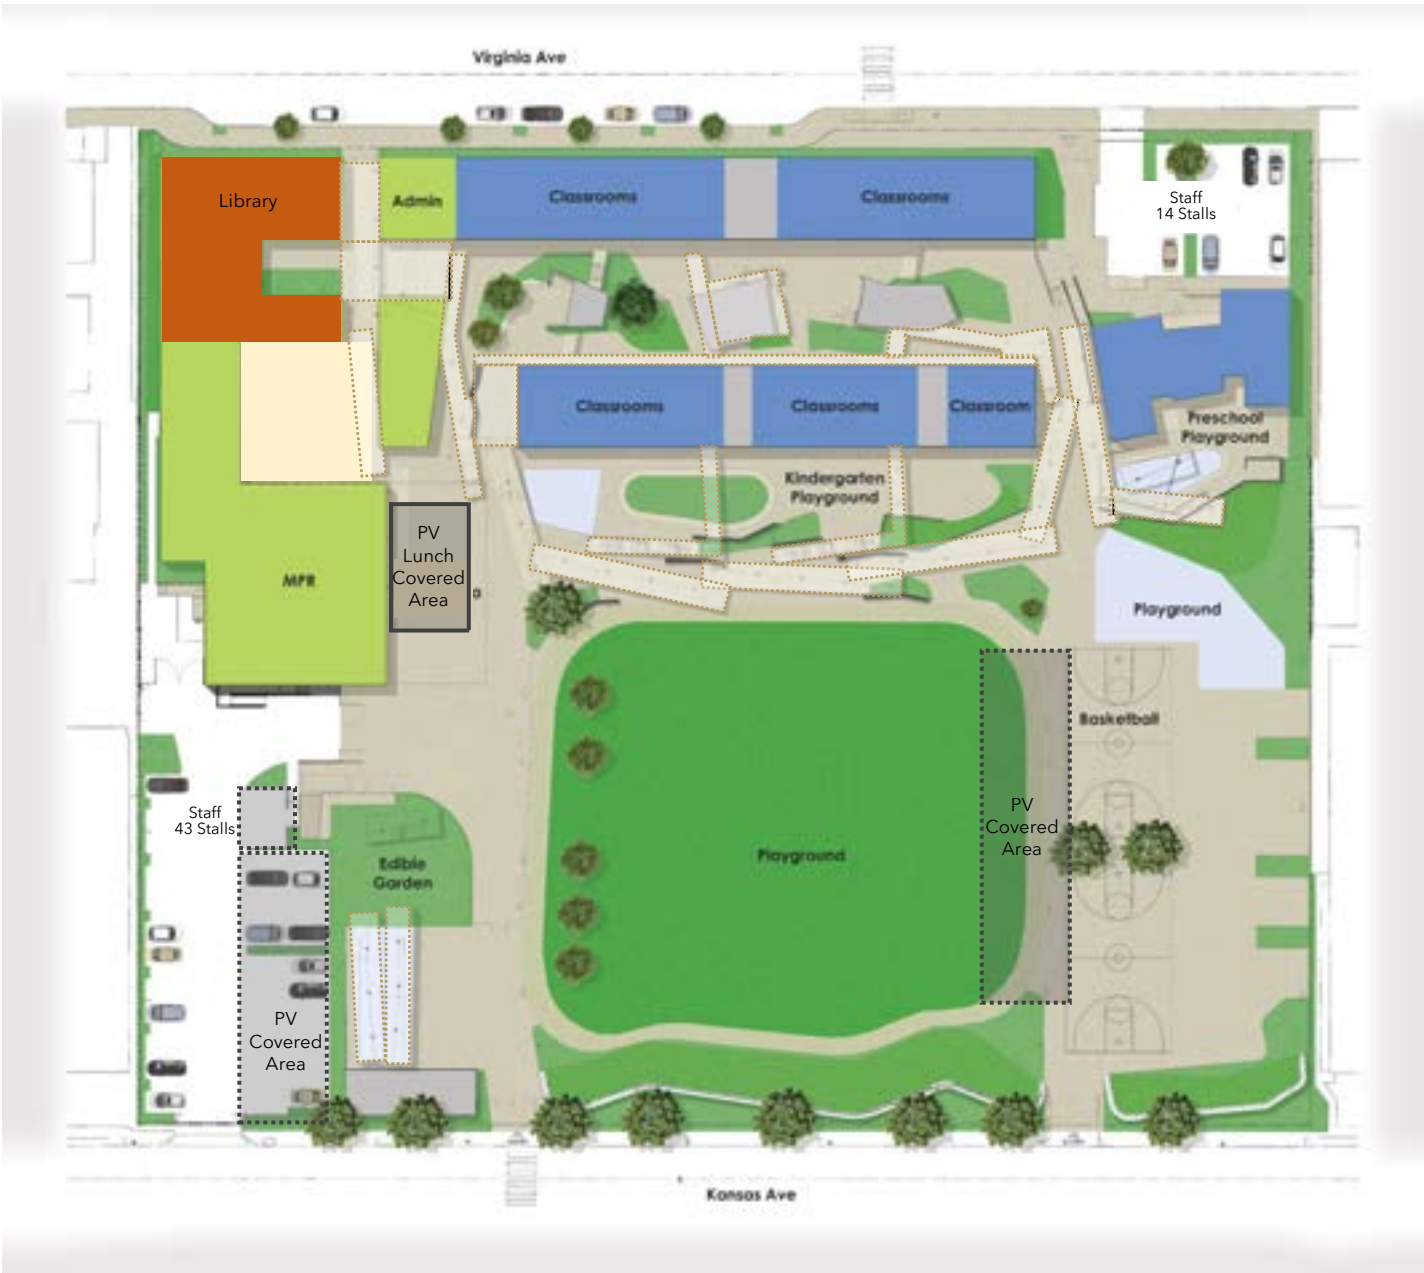 Virginia Ave
Library
Admin
Classrooms
Classrooms
Staff
14 Stalls
Classrooms
Classrooms
Classroom
Preschool
Playground
Kindergarten
Playground
PV
Lunch
Covered
Area
MPR
Playground
Basketball
Staff
43 Stalls
PV
Covered
Area
Edible
Garden
Playground
PV
Covered
Area
Kansas Ave